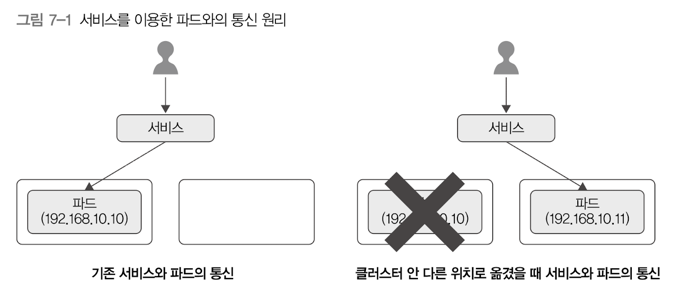 그림 7-1 서비스를 이용한 파드와의 통신 원리
서비스
파드
(192.168.10.10)
기존 서비스와 파드의 통신
서비스
(192 10)
파드
(192.168.10.11)
클러스터 안 다른 위치로 옮겼을 때 서비스와 파드의 통신